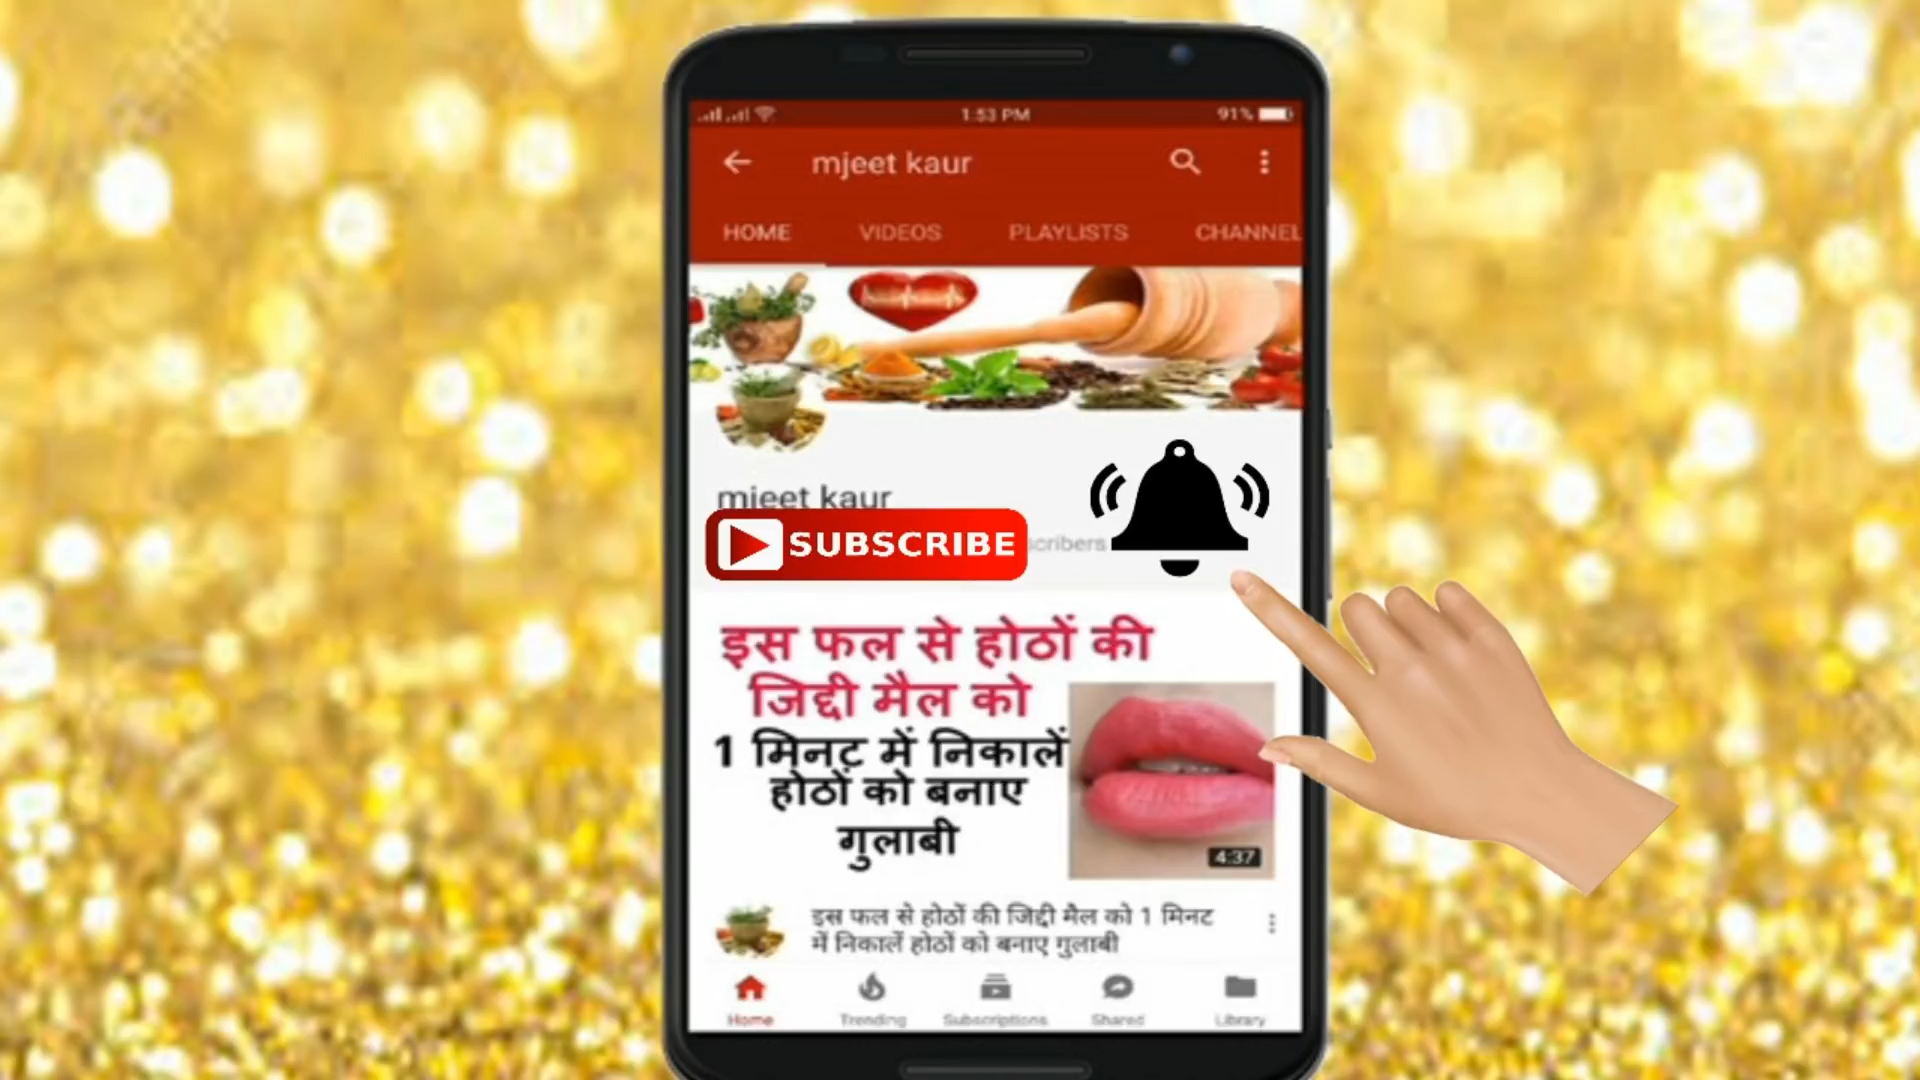 1:53 PM
91%
mjeet kaur
HOME VIDEOS PLAYLISTS CHANNEL
mjeet kaur
SUBSCRIBE
scribers
इस फल से होठों की
जिद्दी मैल को
1 मिनट में निकालें
होठों को बनाए
गुलाबी
4:37
इस फल से होठों की जिद्दी मैल को 1 मिनट
में निकालें होठों को बनाए गुलाबी
Home Trending Subscriptions Shared Library